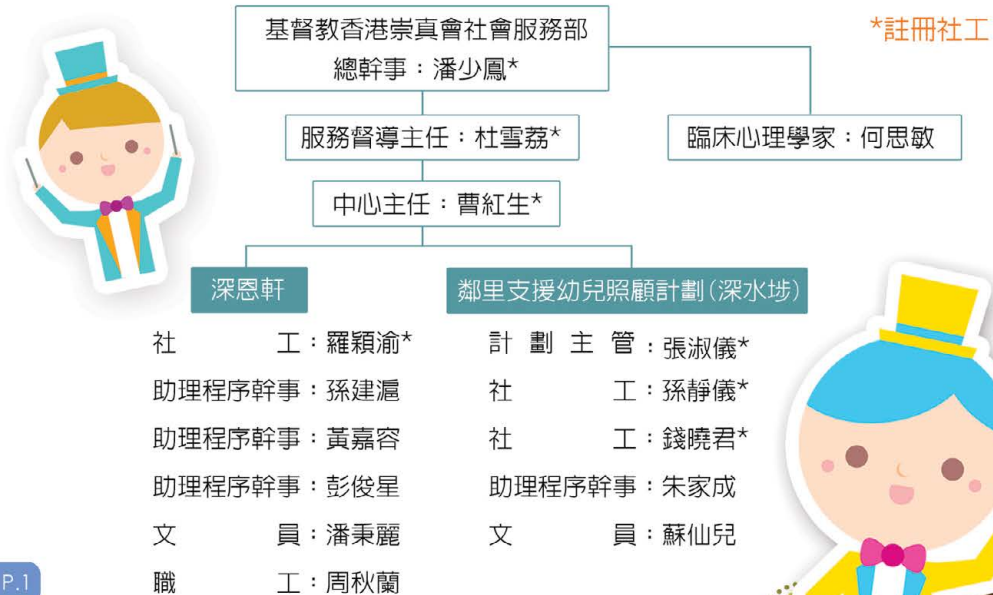 基督教香港崇真會社會服務部
總幹事：潘少鳳*
*註冊社工
服務督導主任：杜雪荔*
臨床心理學家：何思敏
中心主任：曹紅生*
深恩軒
社工：羅穎渝*
助理程序幹事：孫建滬
助理程序幹事：黃嘉容
助理程序幹事：彭俊星
文員：潘秉麗
職工：周秋蘭
鄰里支援幼兒照顧計劃(深水埗)
計劃主管：張淑儀*
社工：孫靜儀*
社工：錢曉君*
助理程序幹事：朱家成
文員：蘇仙兒
P.1